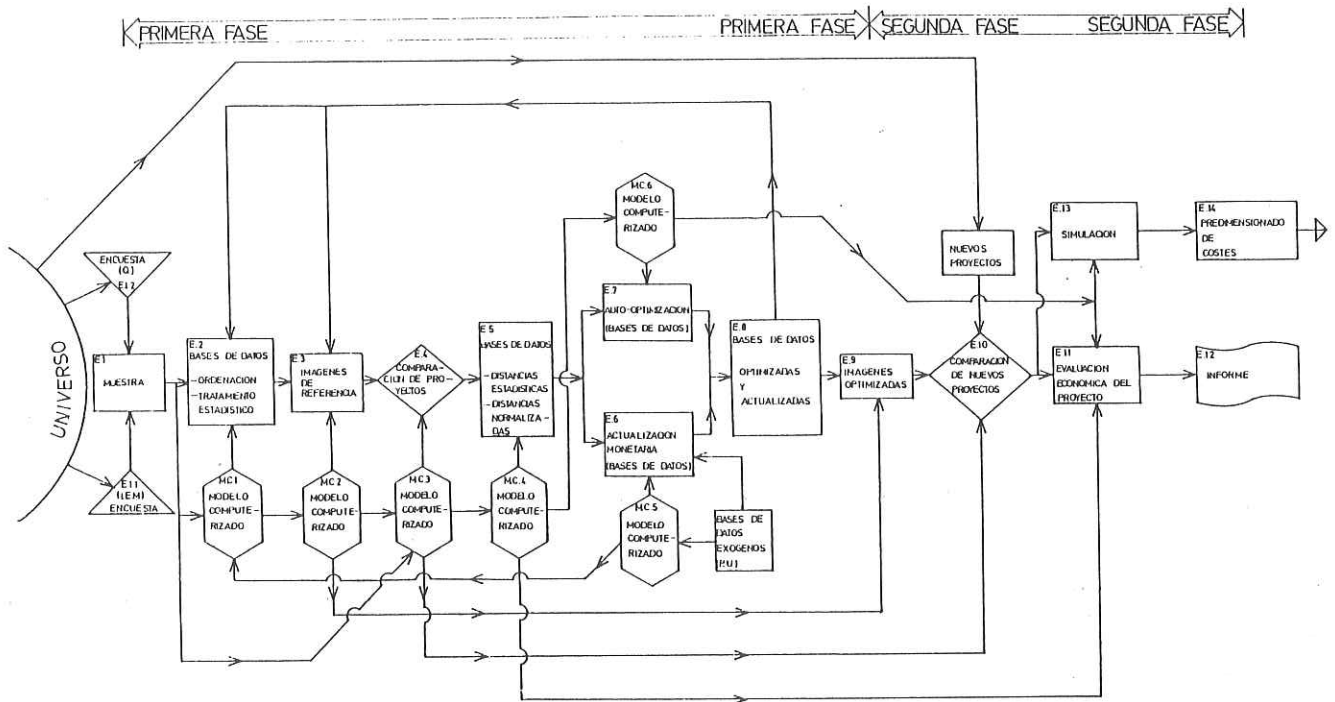 PRIMERA FASE
PRIMERA FASE
SEGUNDA FASE
SEGUNDA FASE
UNIVERSO
ENCUESTA
(Q)
E1.2
E.1
MUESTRA
E1.1
(I.E.M.)
ENCUESTA
E.2
BASES DE DATOS
-ORDENACION
-TRATAMIENTO
ESTADISTICO
E.3
IMAGENES
DE
REFERENCIA
E.4
COMPARA-
CION DE PRO-
YECTOS
E.5
BASES DE DATOS
-DISTANCIAS
ESTADISTICAS
-DISTANCIAS
NORMALIZA-
DAS
M.C.1
MODELO
COMPUTE-
RIZADO
M.C.2
MODELO
COMPUTE-
RIZADO
M.C.3
MODELO
COMPUTE-
RIZADO
M.C.4
MODELO
COMPUTE-
RIZADO
M.C.6
MODELO
COMPUTE-
RIZADO
E.7
AUTO-OPTIMIZACION
(BASES DE DATOS)
E.6
ACTUALIZACION
MONETARIA
(BASES DE DATOS)
M.C.5
MODELO
COMPUTE-
RIZADO
BASES DE
DATOS
EXOGENOS
(P.U.)
E.8
BASES DE DATOS
OPTIMIZADAS
Y
ACTUALIZADAS
E.9
IMAGENES
OPTIMIZADAS
NUEVOS
PROYECTOS
E.10
COMPARACION
DE NUEVOS
PROYECTOS
E.13
SIMULACION
E.14
PREDIMENSIONADO
DE
COSTES
E.11
EVALUACION
ECONOMICA DEL
PROYECTO
E.12
INFORME